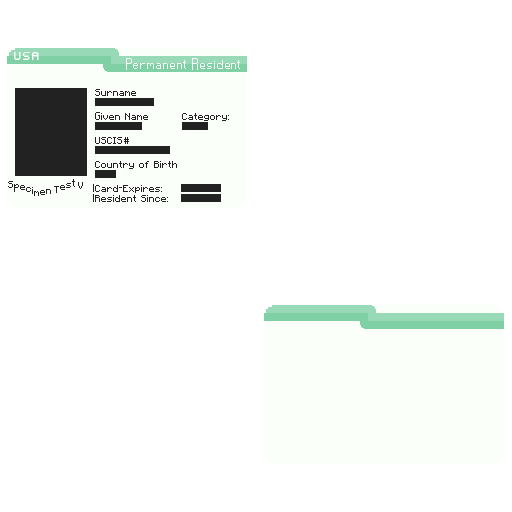 USA
Permanent Resident
Surname
Given Name Category:
USCIS#
Country of Birth
Card-Expires:
Resident Since:
Specimen Test V